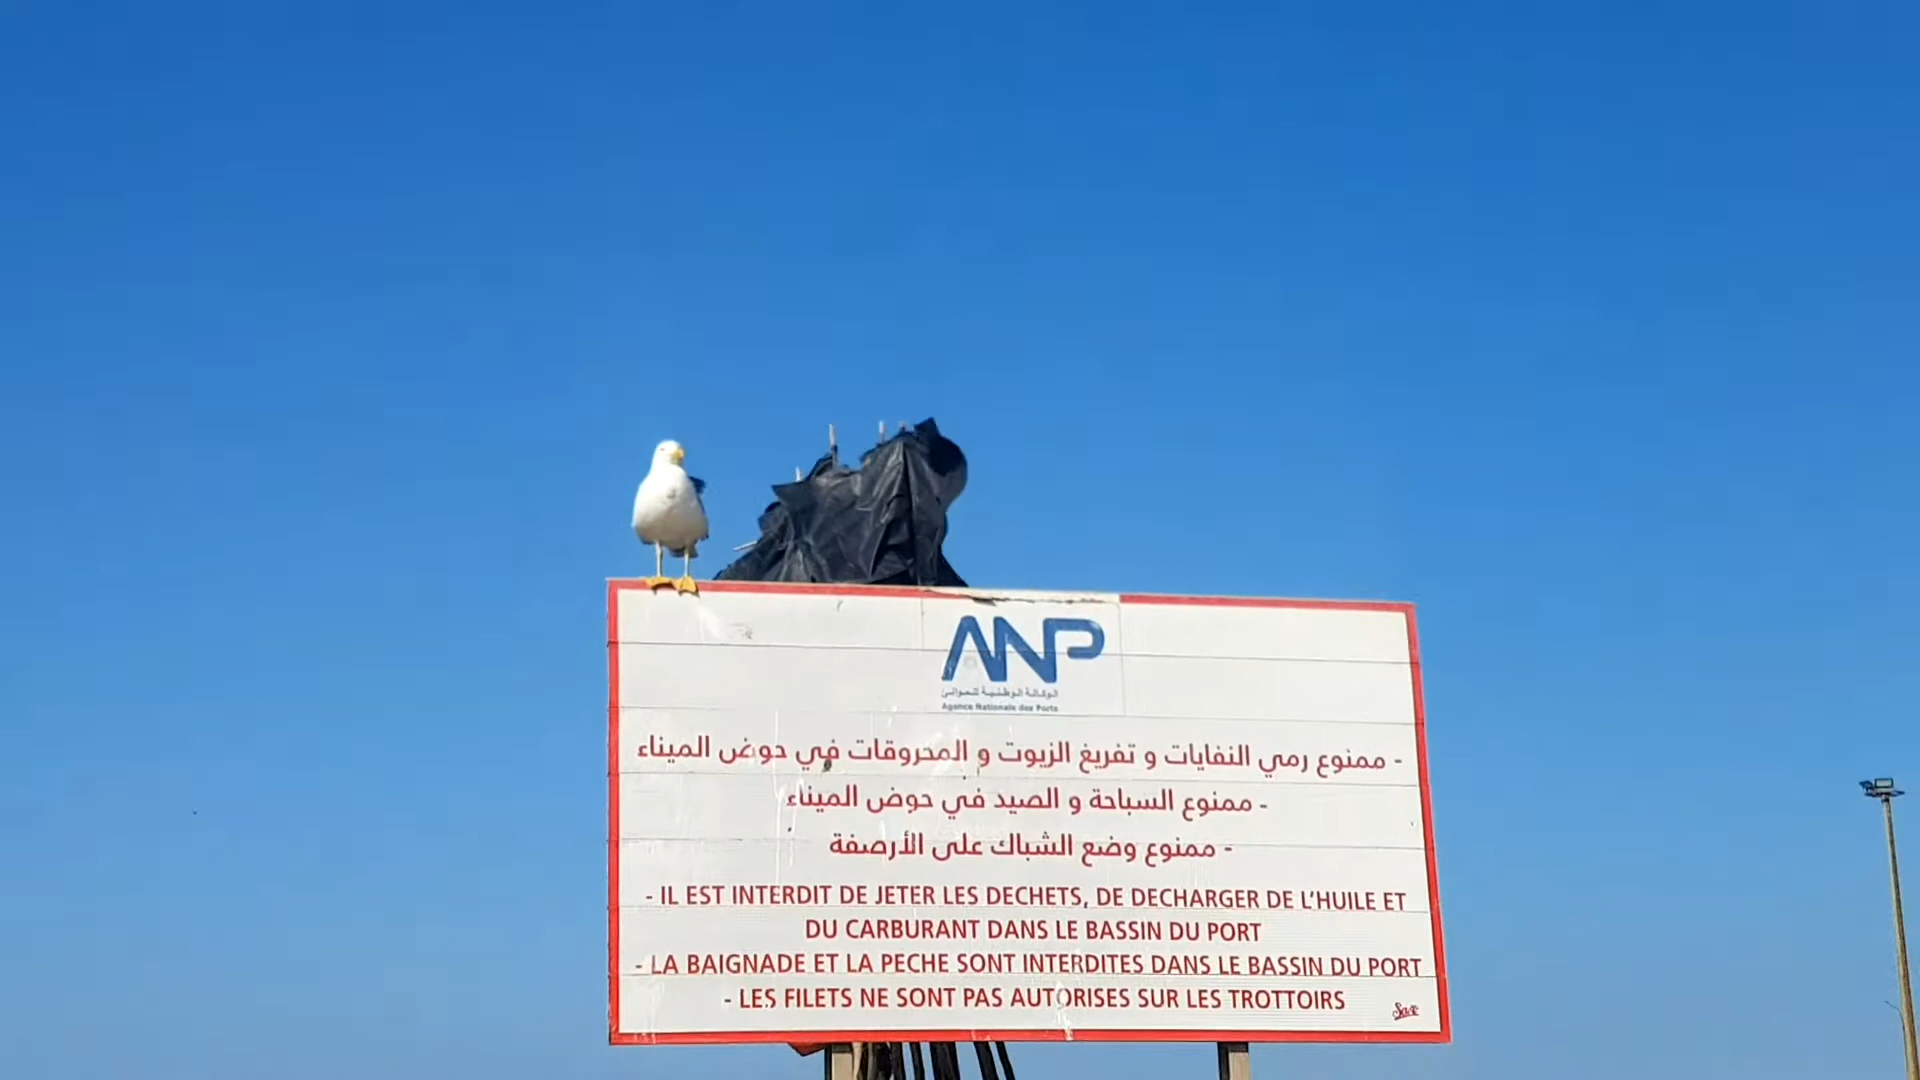 ANP
الوكالة الوطنية للموانئ
Agence Nationale des Ports
- ممنوع رمي النفايات و تفريغ الزيوت و المحروقات في حوض الميناء
- ممنوع السباحة و الصيد في حوض الميناء
- ممنوع وضع الشباك على الأرصفة
- IL EST INTERDIT DE JETER LES DECHETS, DE DECHARGER DE L'HUILE ET
DU CARBURANT DANS LE BASSIN DU PORT
- LA BAIGNADE ET LA PECHE SONT INTERDITES DANS LE BASSIN DU PORT
- LES FILETS NE SONT PAS AUTORISES SUR LES TROTTOIRS